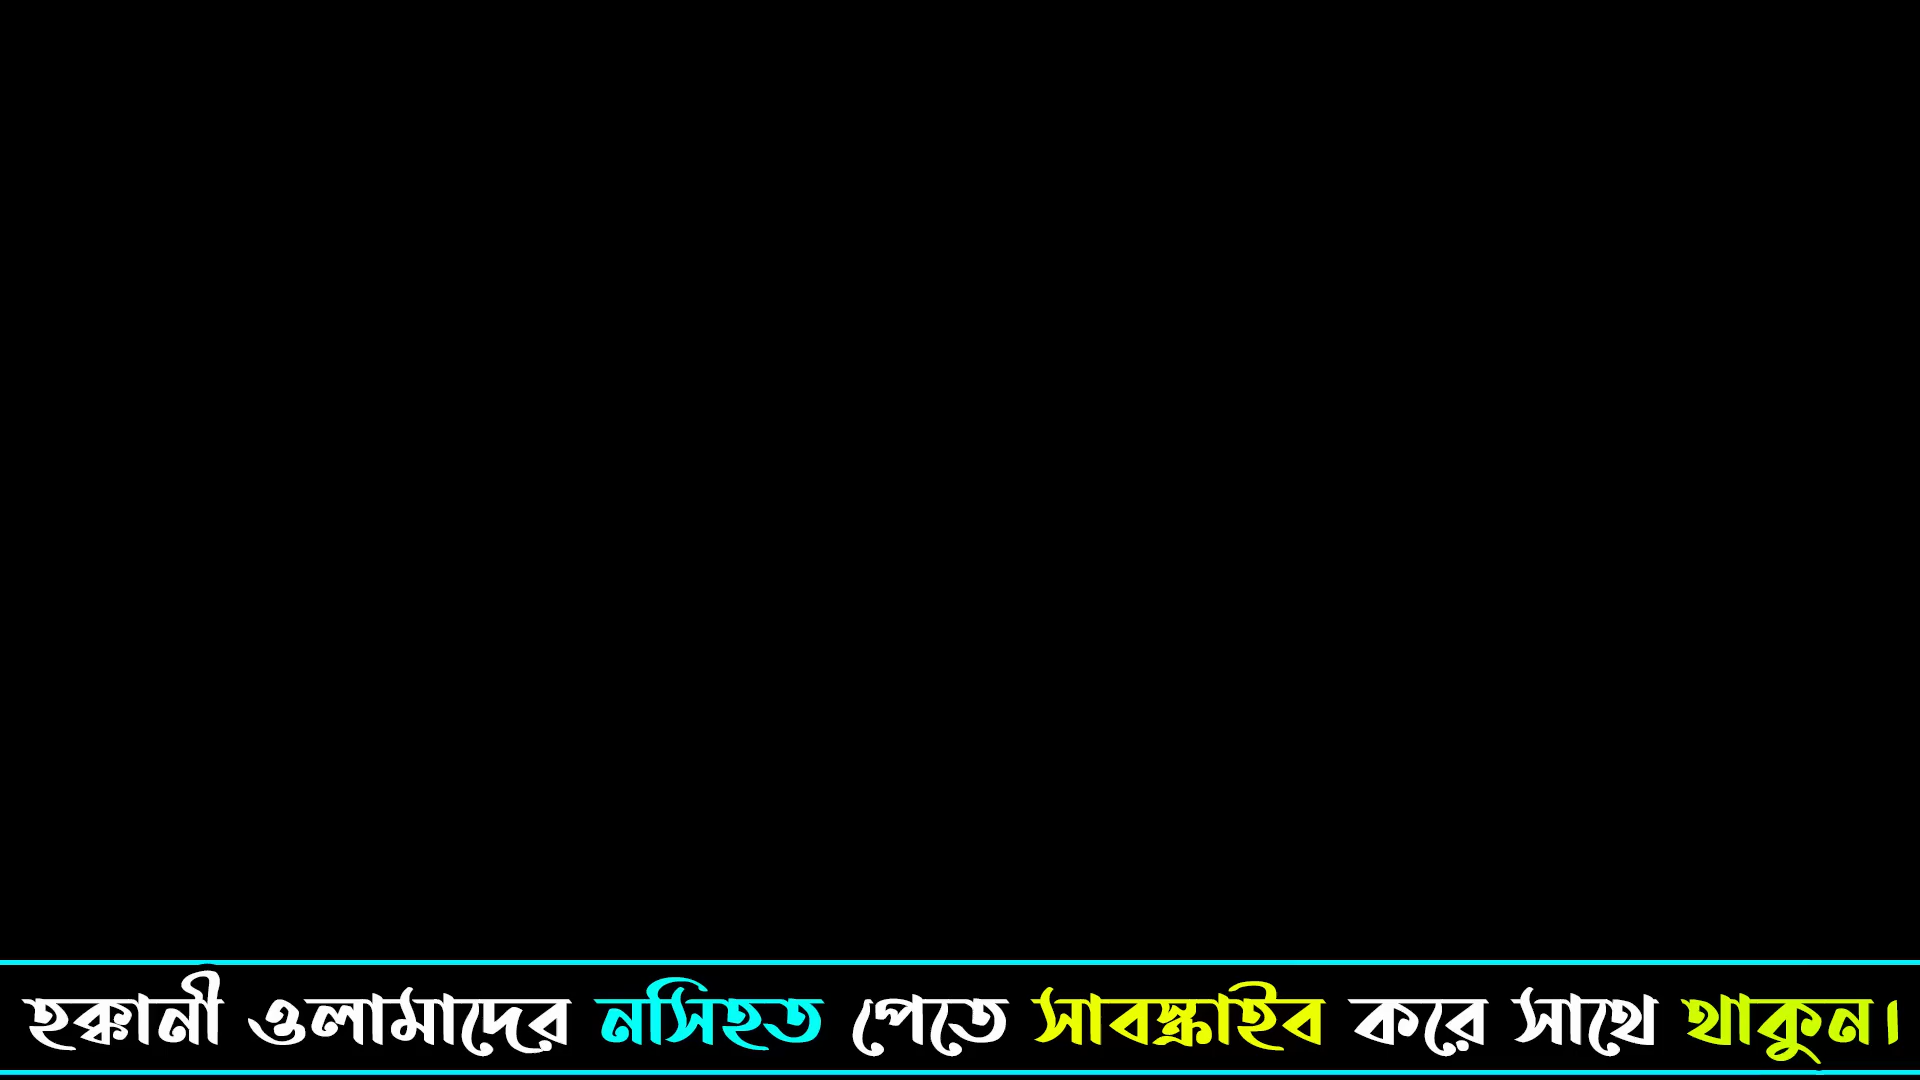 হক্কানী ওলামাদের নসিহত পেতে সাবস্ক্রাইব করে সাথে থাকুন।